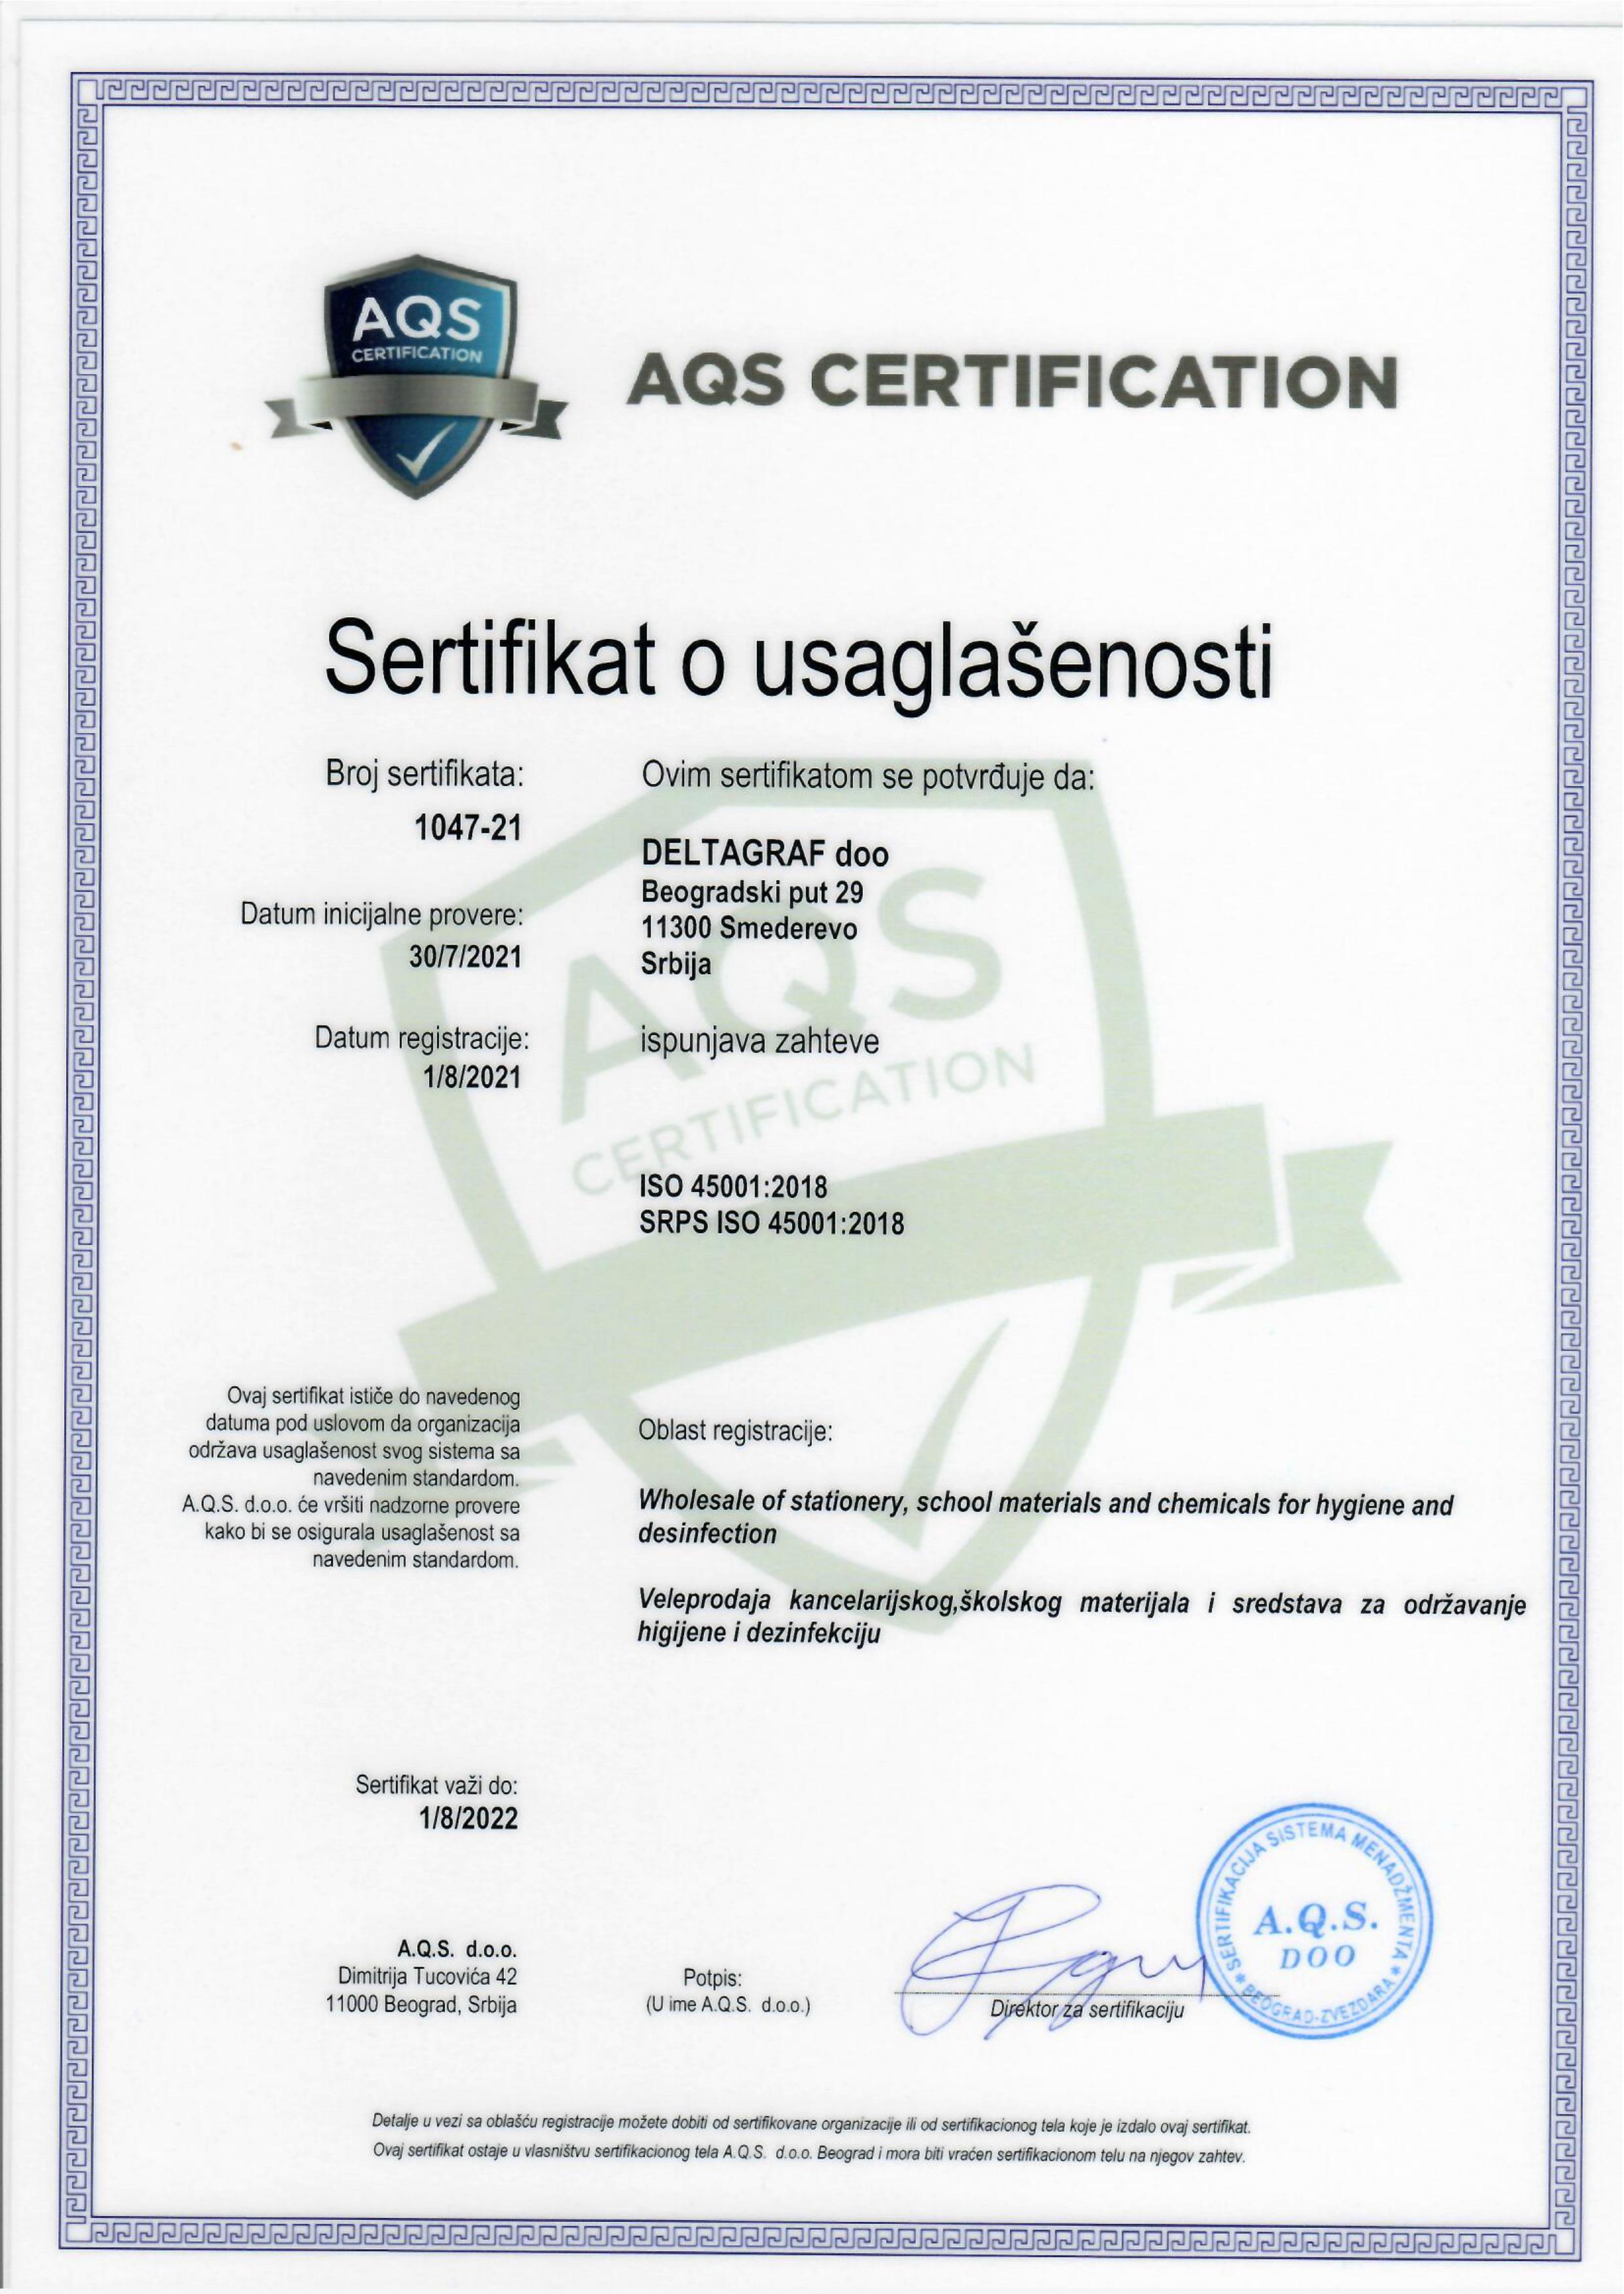 AQS
CERTIFICATION
AQS CERTIFICATION
Sertifikat o usaglašenosti
Broj sertifikata:
1047-21
Datum inicijalne provere:
30/7/2021
Datum registracije:
1/8/2021
Ovim sertifikatom se potvrđuje da:
DELTAGRAF doo
Beogradski put 29
11300 Smederevo
Srbija
ispunjava zahteve
AQS
CERTIFICATION
ISO 45001:2018
SRPS ISO 45001:2018
Ovaj sertifikat ističe do navedenog
datuma pod uslovom da organizacija
održava usaglašenost svog sistema sa
navedenim standardom.
A.Q.S. d.o.o. će vršiti nadzorne provere
kako bi se osigurala usaglašenost sa
navedenim standardom.
Oblast registracije:
Wholesale of stationery, school materials and chemicals for hygiene and
desinfection
Veleprodaja kancelarijskog,školskog materijala i sredstava za održavanje
higijene i dezinfekciju
Sertifikat važi do:
1/8/2022
A.Q.S. d.o.o.
Dimitrija Tucovića 42
11000 Beograd, Srbija
Potpis:
(U ime A.Q.S. d.o.o.)
Direktor za sertifikaciju
SERTIFIKACIJA SISTEMA MENADŽMENTA
A.Q.S.
DOO
BEOGRAD-ZVEZDARA
Detalje u vezi sa oblašću registracije možete dobiti od sertifikovane organizacije ili od sertifikacionog tela koje je izdalo ovaj sertifikat.
Ovaj sertifikat ostaje u vlasništvu sertifikacionog tela A.Q.S. d.o.o. Beograd i mora biti vraćen sertifikacionom telu na njegov zahtev.